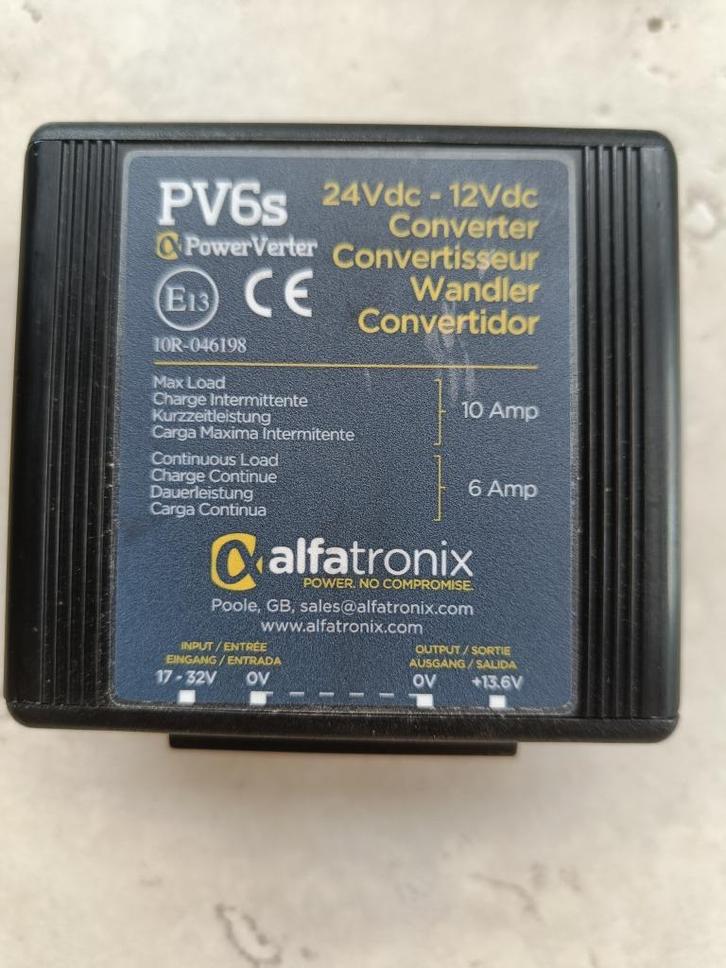 PV6s
PowerVerter
E13
CE
10R-046198
24Vdc - 12Vdc
Converter
Convertisseur
Wandler
Convertidor
Max Load
Charge Intermittente
Kurzzeitleistung
Carga Maxima Intermitente
10 Amp
Continuous Load
Charge Continue
Dauerleistung
Carga Continua
6 Amp
alfatronix
POWER. NO COMPROMISE.
Poole, GB, sales@alfatronix.com
www.alfatronix.com
INPUT / ENTRÉE
EINGANG / ENTRADA
17 - 32V 0V
OUTPUT / SORTIE
AUSGANG / SALIDA
0V +13.6V